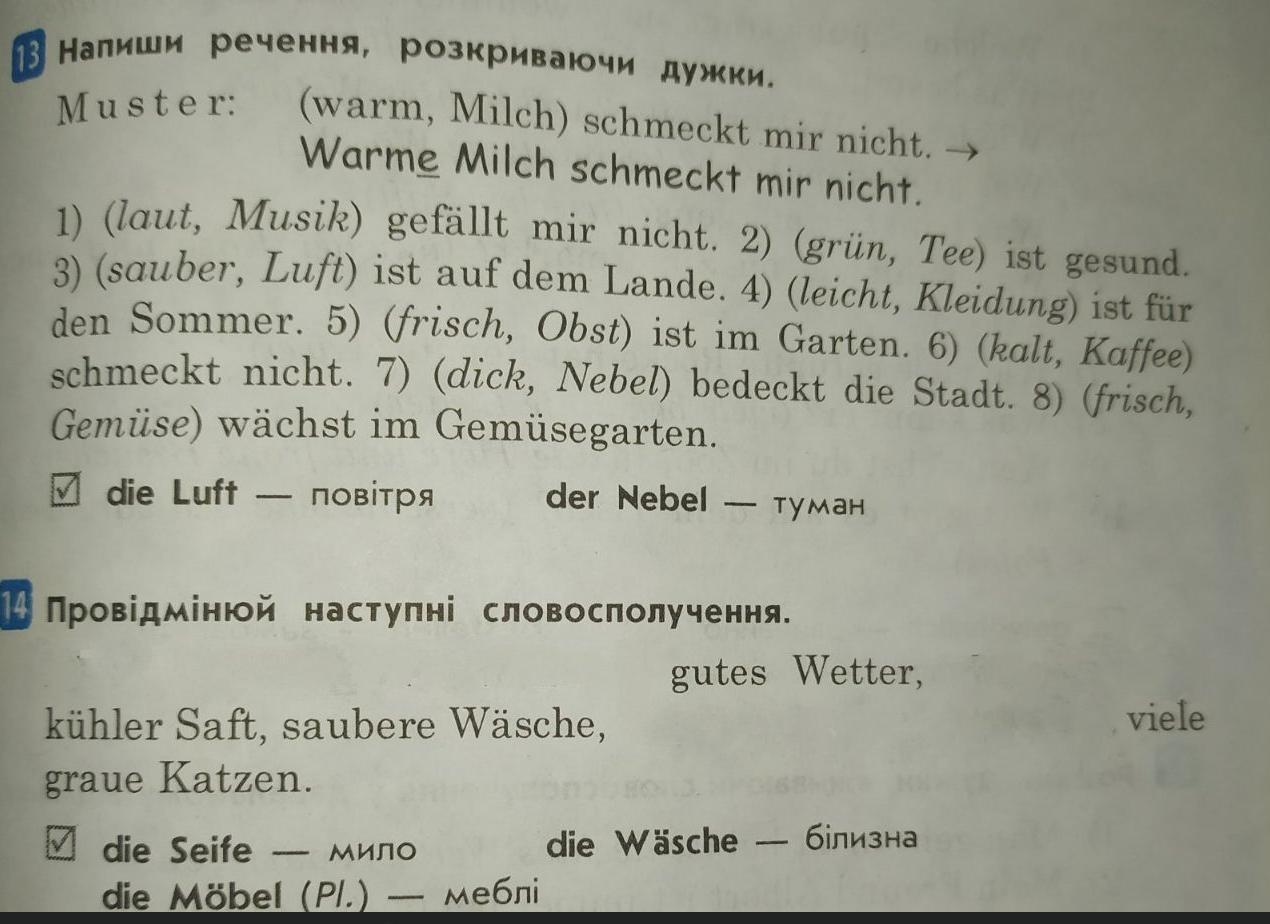 13 Напиши речення, розкриваючи дужки.
Muster: (warm, Milch) schmeckt mir nicht. →
Warme Milch schmeckt mir nicht.
1) (laut, Musik) gefällt mir nicht. 2) (grün, Tee) ist gesund.
3) (sauber, Luft) ist auf dem Lande. 4) (leicht, Kleidung) ist für
den Sommer. 5) (frisch, Obst) ist im Garten. 6) (kalt, Kaffee)
schmeckt nicht. 7) (dick, Nebel) bedeckt die Stadt. 8) (frisch,
Gemüse) wächst im Gemüsegarten.
die Luft — повітря der Nebel — туман
14 Провідмінюй наступні словосполучення.
gutes Wetter,
kühler Saft, saubere Wäsche, viele
graue Katzen.
die Seife — мило die Wäsche — білизна
die Möbel (Pl.) — меблі